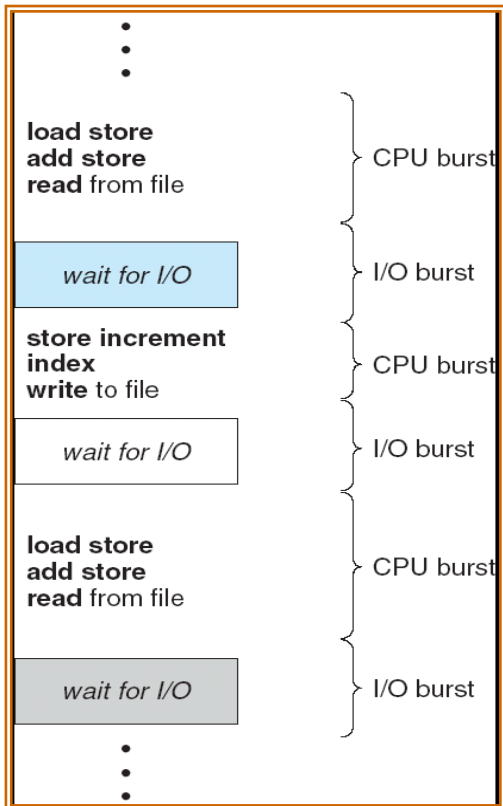 load store
add store
read from file
CPU burst
wait for I/O
I/O burst
store increment
index
write to file
CPU burst
wait for I/O
I/O burst
load store
add store
read from file
CPU burst
wait for I/O
I/O burst